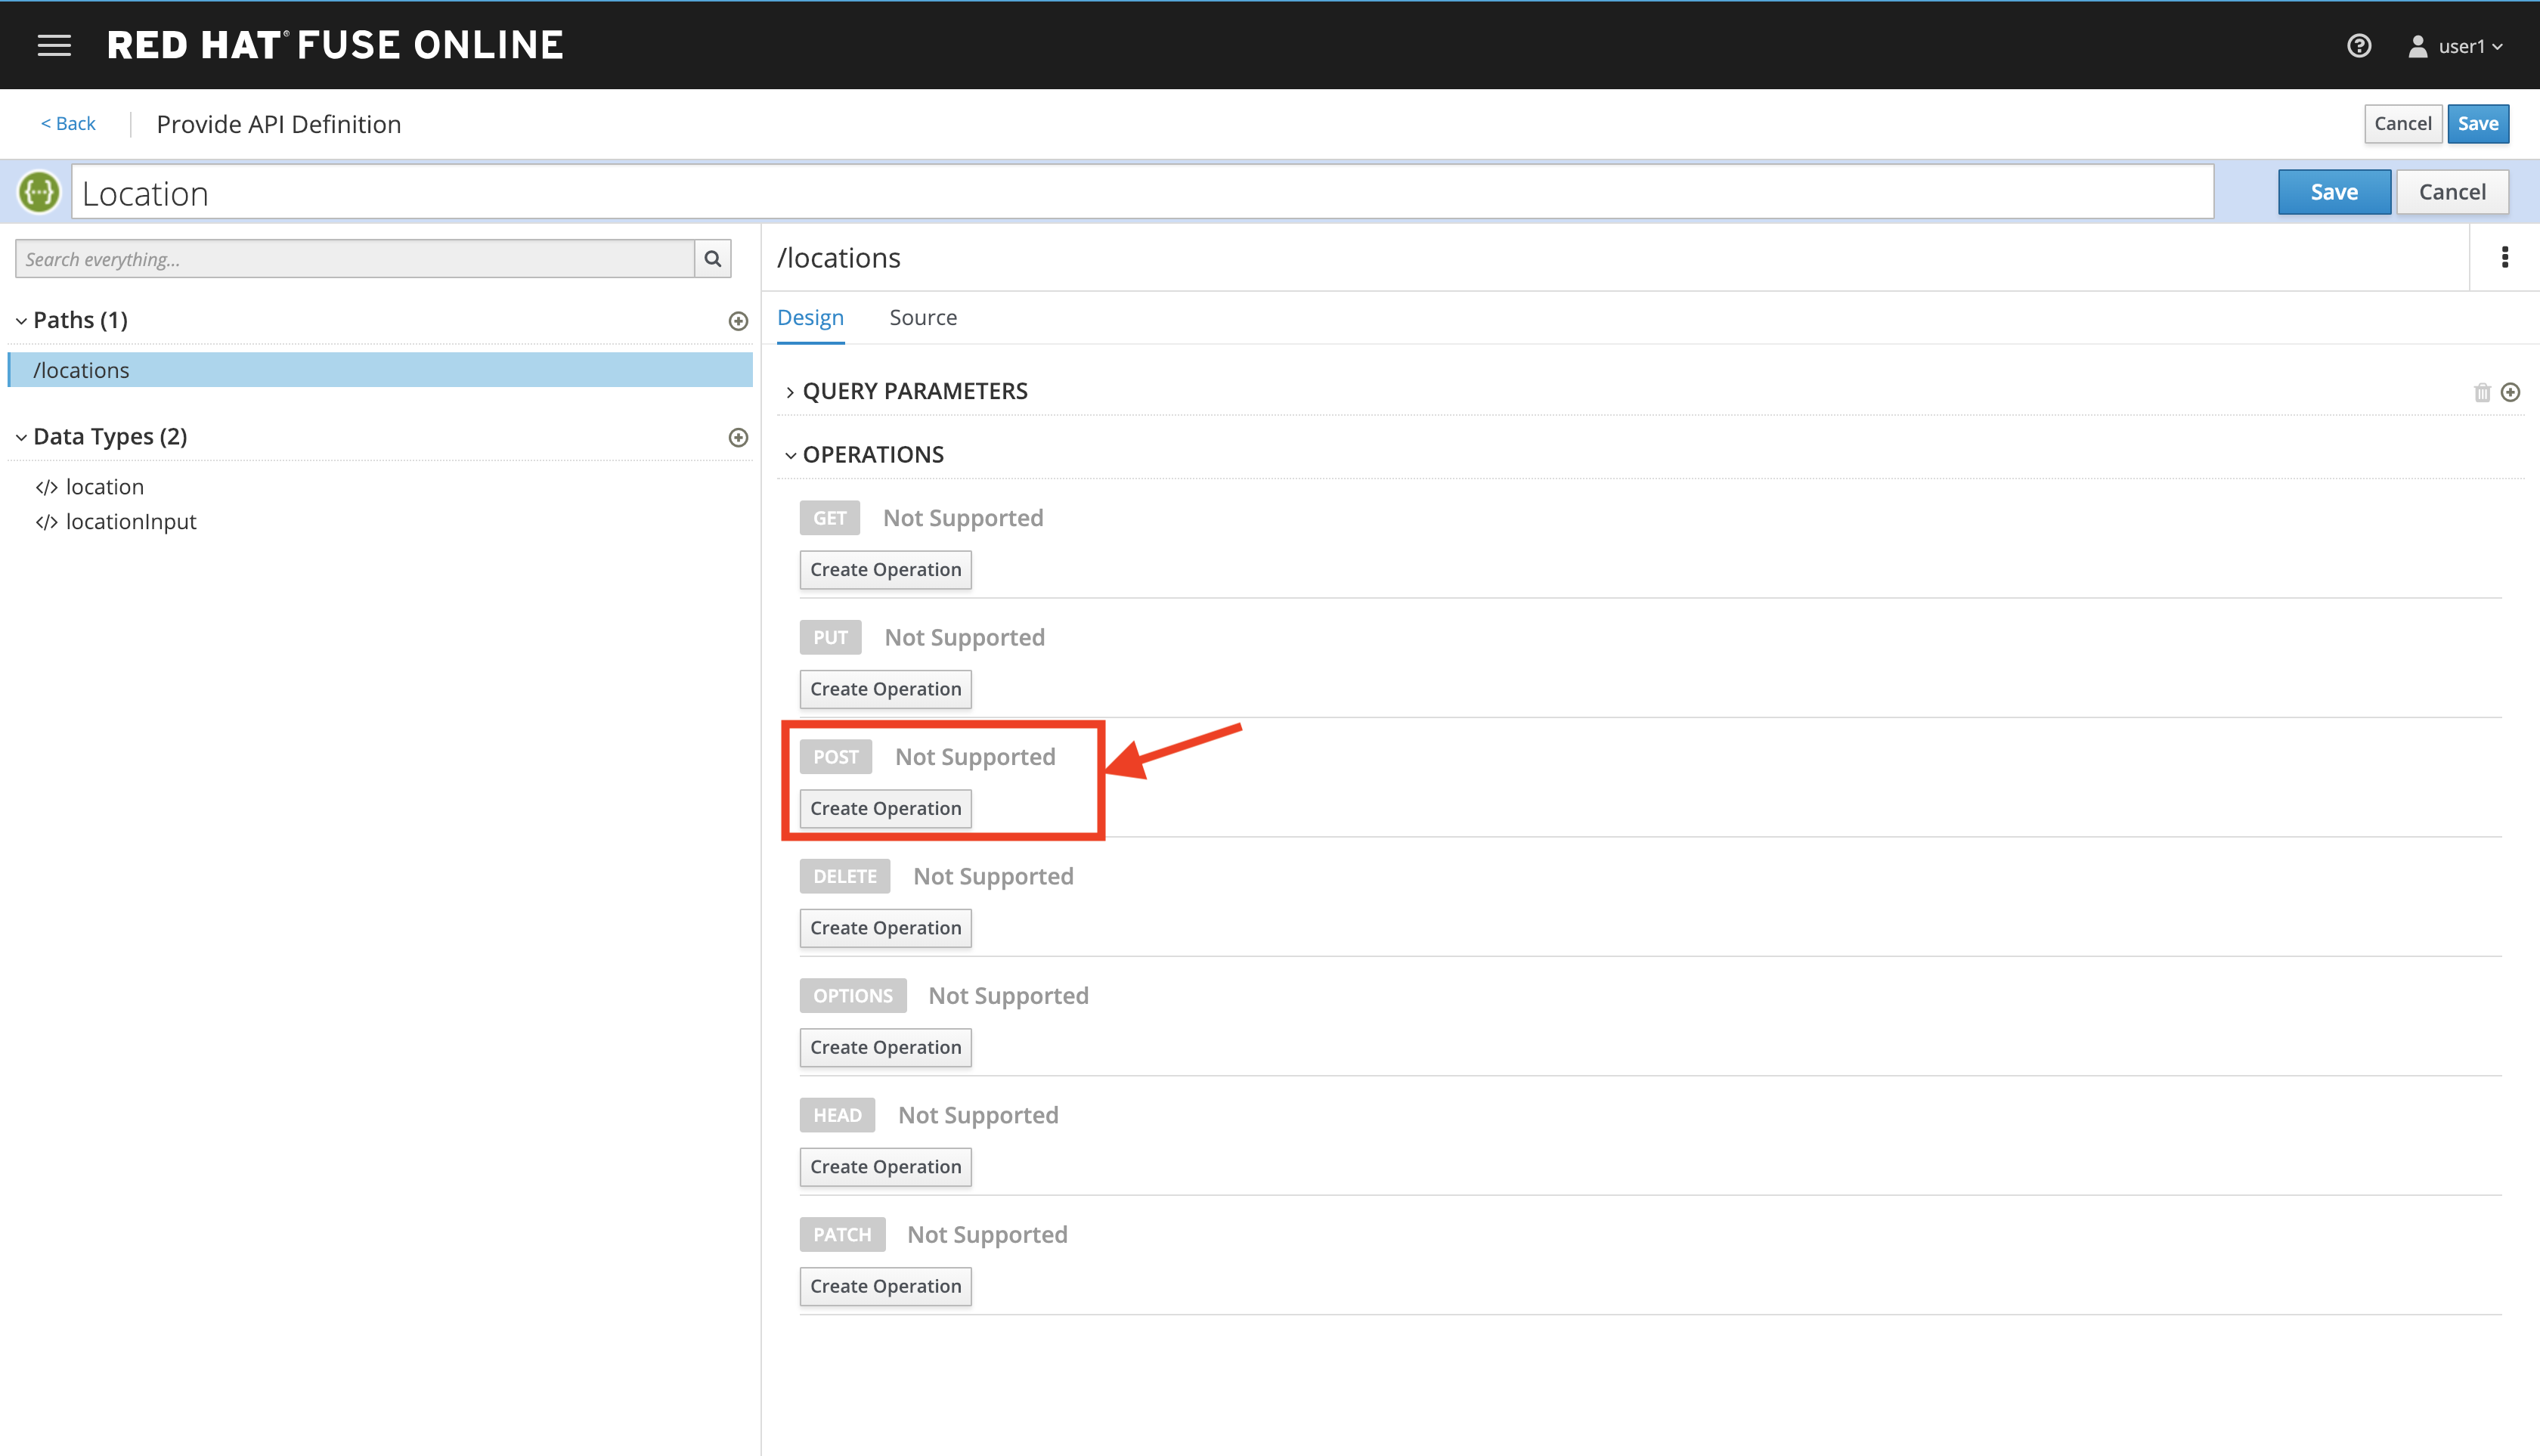 RED HAT® FUSE ONLINE
user1
< Back
Provide API Definition
Cancel
Save
Location
Save
Cancel
Search everything...
Paths (1)
/locations
Data Types (2)
</> location
</> locationInput
/locations
Design
Source
QUERY PARAMETERS
OPERATIONS
GET Not Supported
Create Operation
PUT Not Supported
Create Operation
POST Not Supported
Create Operation
DELETE Not Supported
Create Operation
OPTIONS Not Supported
Create Operation
HEAD Not Supported
Create Operation
PATCH Not Supported
Create Operation